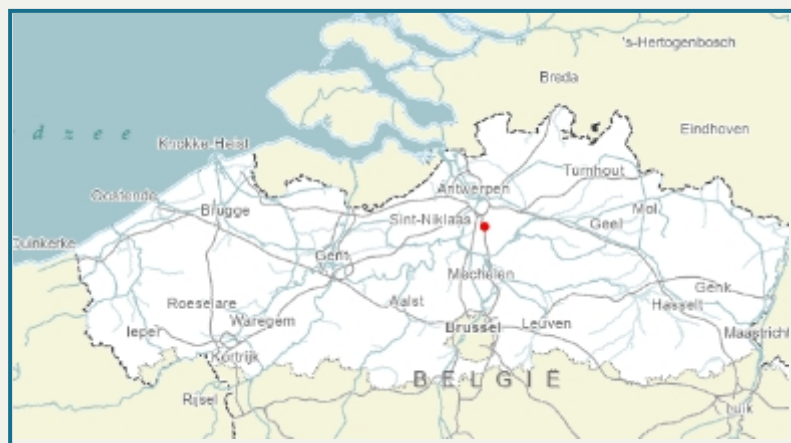 's-Hertogenbosch
Breda
Eindhoven
dzee
Knokke-Heist
Turnhout
Antwerpen
Oostende
Brugge
Sint-Niklaas
Geel
Mol
Duinkerke
Gent
Mechelen
Genk
Roeselare
Aalst
Hasselt
Ieper
Waregem
Brussel
Leuven
Maastricht
Kortrijk
BELGIË
Rijsel
Luik